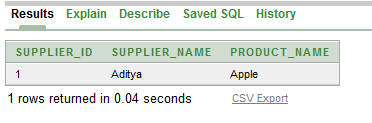 Results Explain Describe Saved SQL History
SUPPLIER_ID SUPPLIER_NAME PRODUCT_NAME
1 Aditya Apple
1 rows returned in 0.04 seconds CSV Export